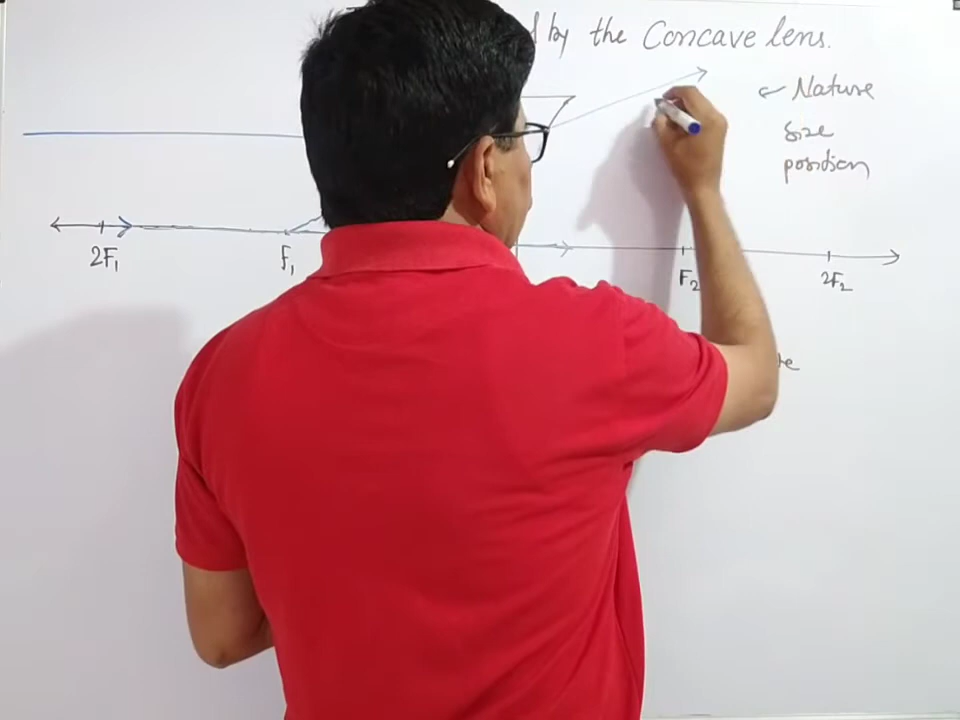 by the Concave lens.
Nature
size
position
2F₁ f₁ F₂ 2F₂